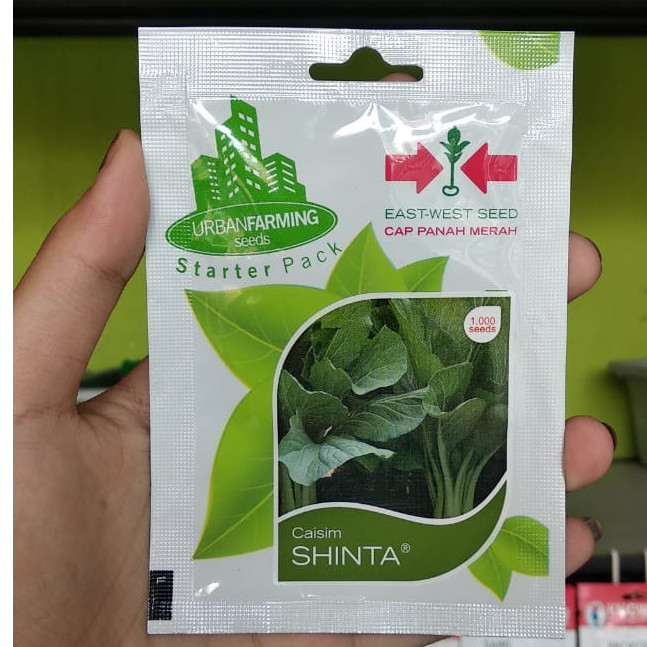 URBANFARMING
seeds
Starter Pack
EAST-WEST SEED
CAP PANAH MERAH
1.000
seeds
Caisim
SHINTA®